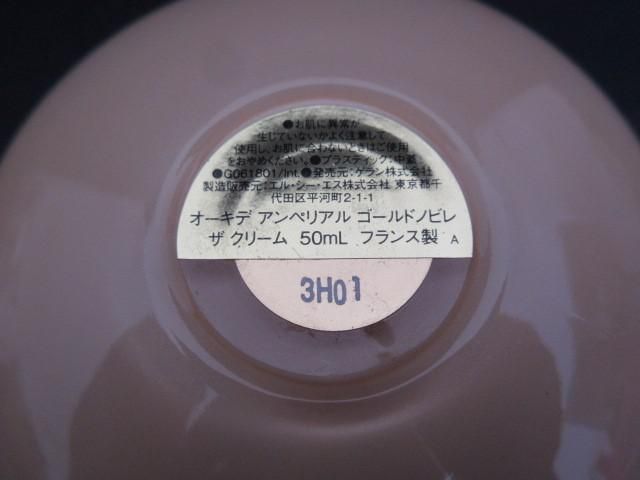 ●お肌に異常が
生じていないかよく注意して
使用し、お肌に合わないときはご使用
をおやめください。●プラスティック:中蓋
●G061801/Int.●発売元:ゲラン株式会社
製造販売元:エル・シー・エス株式会社 東京都千
代田区平河町2-1-1
オーキデ アンペリアル ゴールドノビレ
ザ クリーム 50mL フランス製 A
3H01